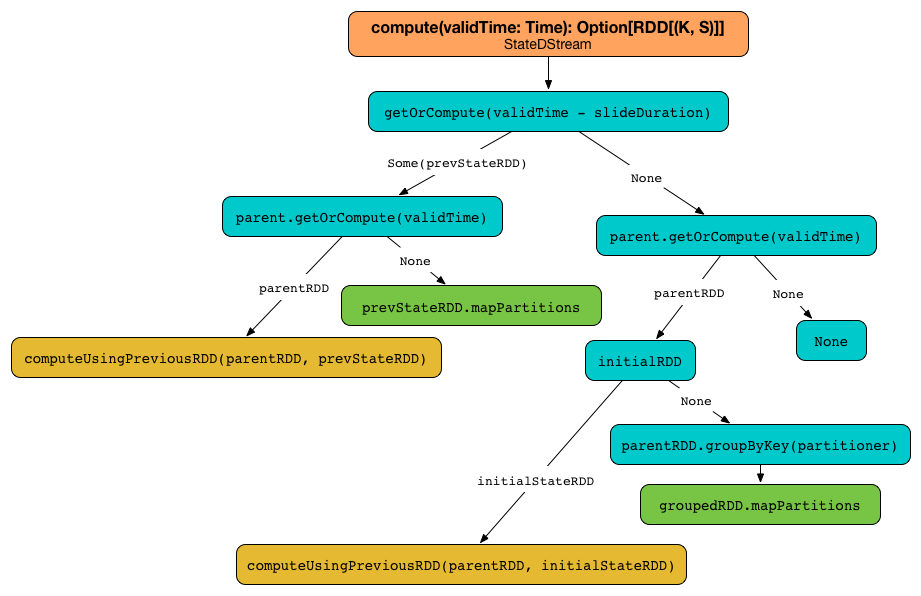 compute(validTime: Time): Option[RDD[(K, S)]]
StateDStream
getOrCompute(validTime - slideDuration)
Some(prevStateRDD)
None
parent.getOrCompute(validTime)
parent.getOrCompute(validTime)
None
parentRDD
parentRDD
None
prevStateRDD.mapPartitions
None
computeUsingPreviousRDD(parentRDD, prevStateRDD)
initialRDD
None
parentRDD.groupByKey(partitioner)
initialStateRDD
groupedRDD.mapPartitions
computeUsingPreviousRDD(parentRDD, initialStateRDD)